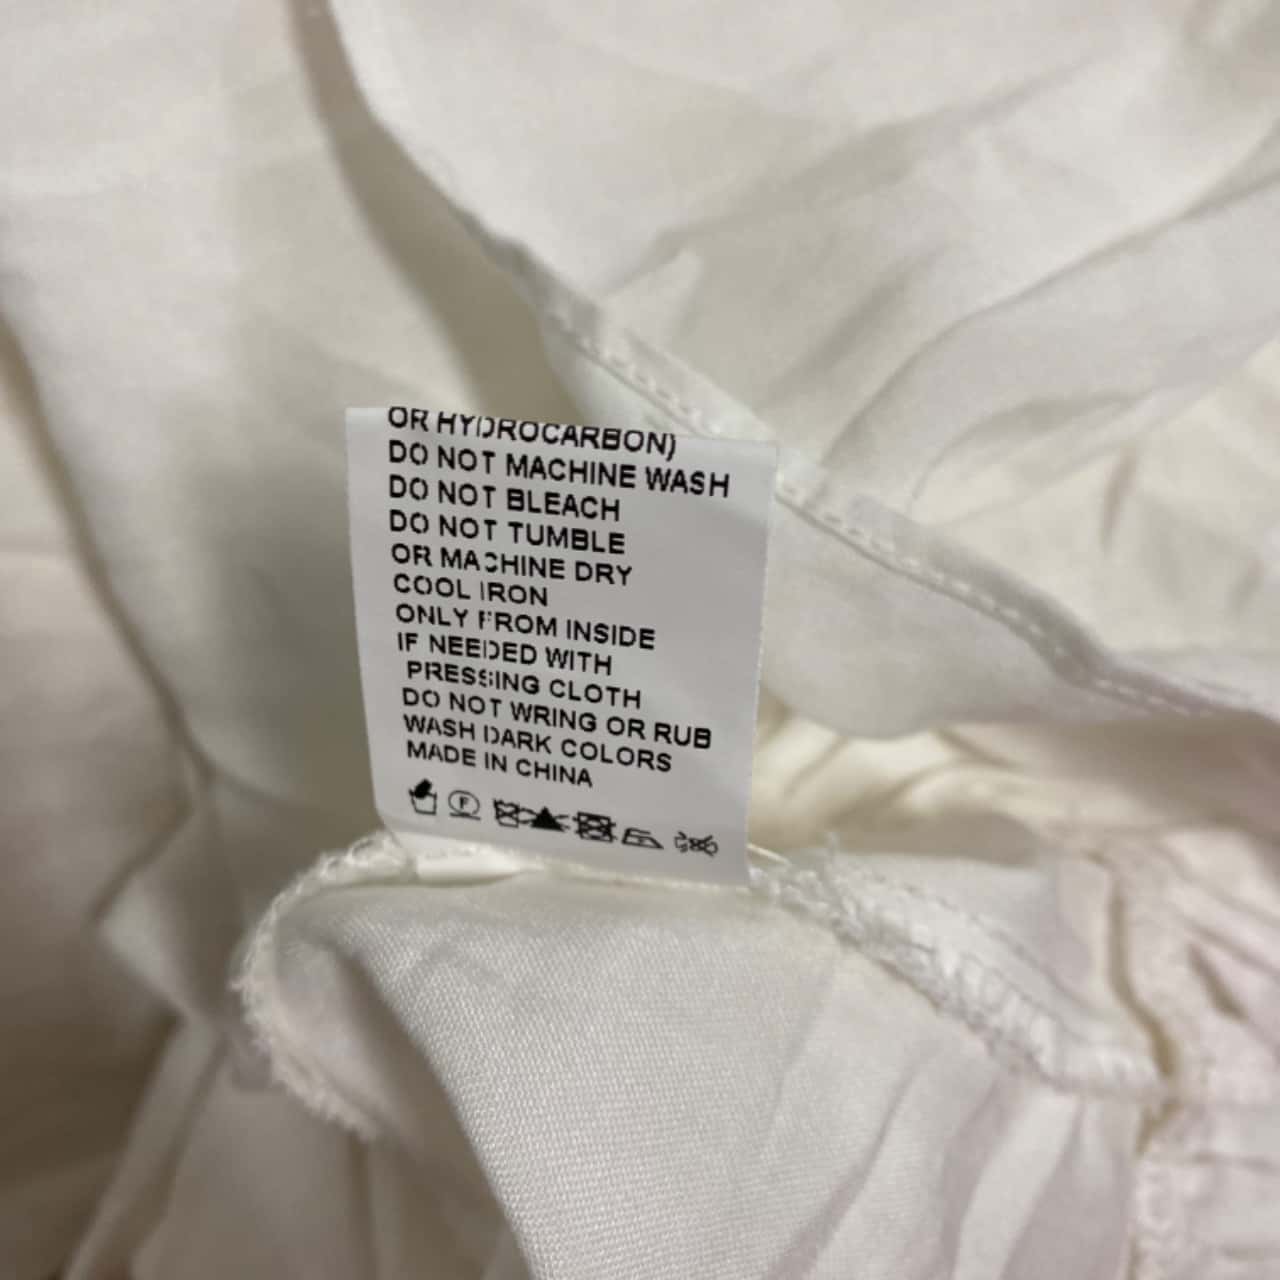 OR HYDROCARBON)
DO NOT MACHINE WASH
DO NOT BLEACH
DO NOT TUMBLE
OR MACHINE DRY
COOL IRON
ONLY FROM INSIDE
IF NEEDED WITH
PRESSING CLOTH
DO NOT WRING OR RUB
WASH DARK COLORS
MADE IN CHINA
F